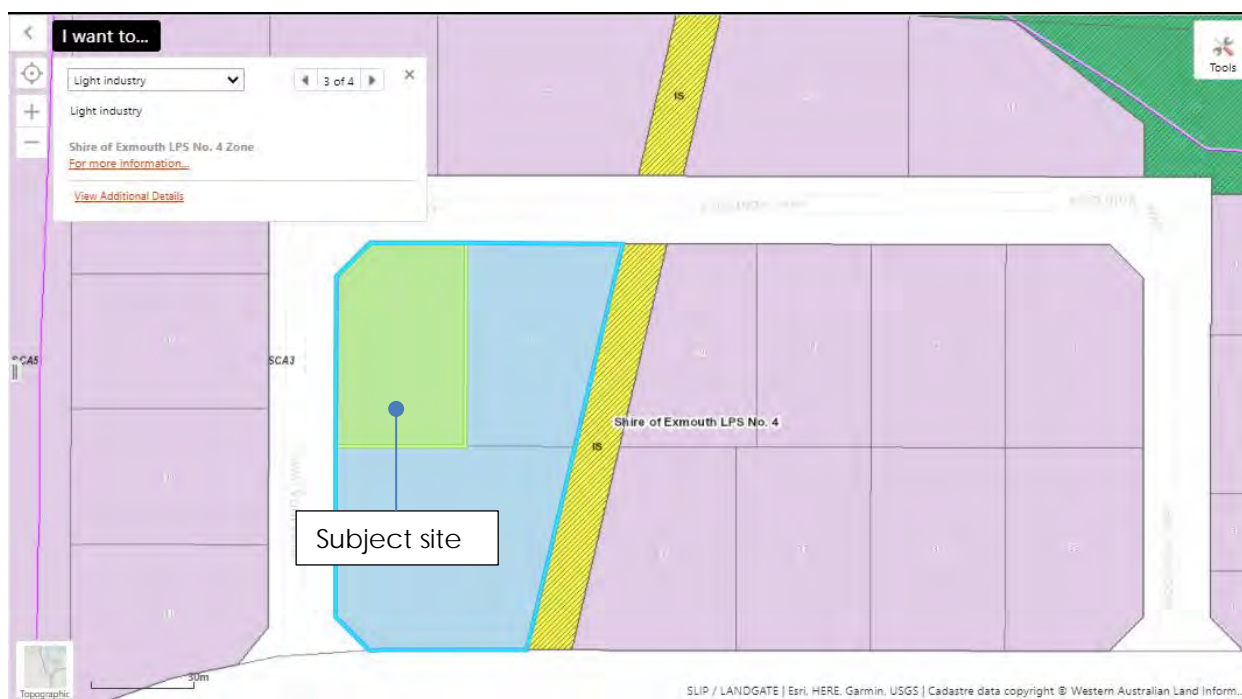 I want to...
Tools
Light industry
3 of 4
Light industry
Shire of Exmouth LPS No. 4 Zone
For more information...
View Additional Details
IS
SCA5
SCA3
Shire of Exmouth LPS No. 4
IS
Subject site
Topographic
30m
SLIP / LANDGATE | Esri, HERE, Garmin, USGS | Cadastre data copyright © Western Australian Land Inform...